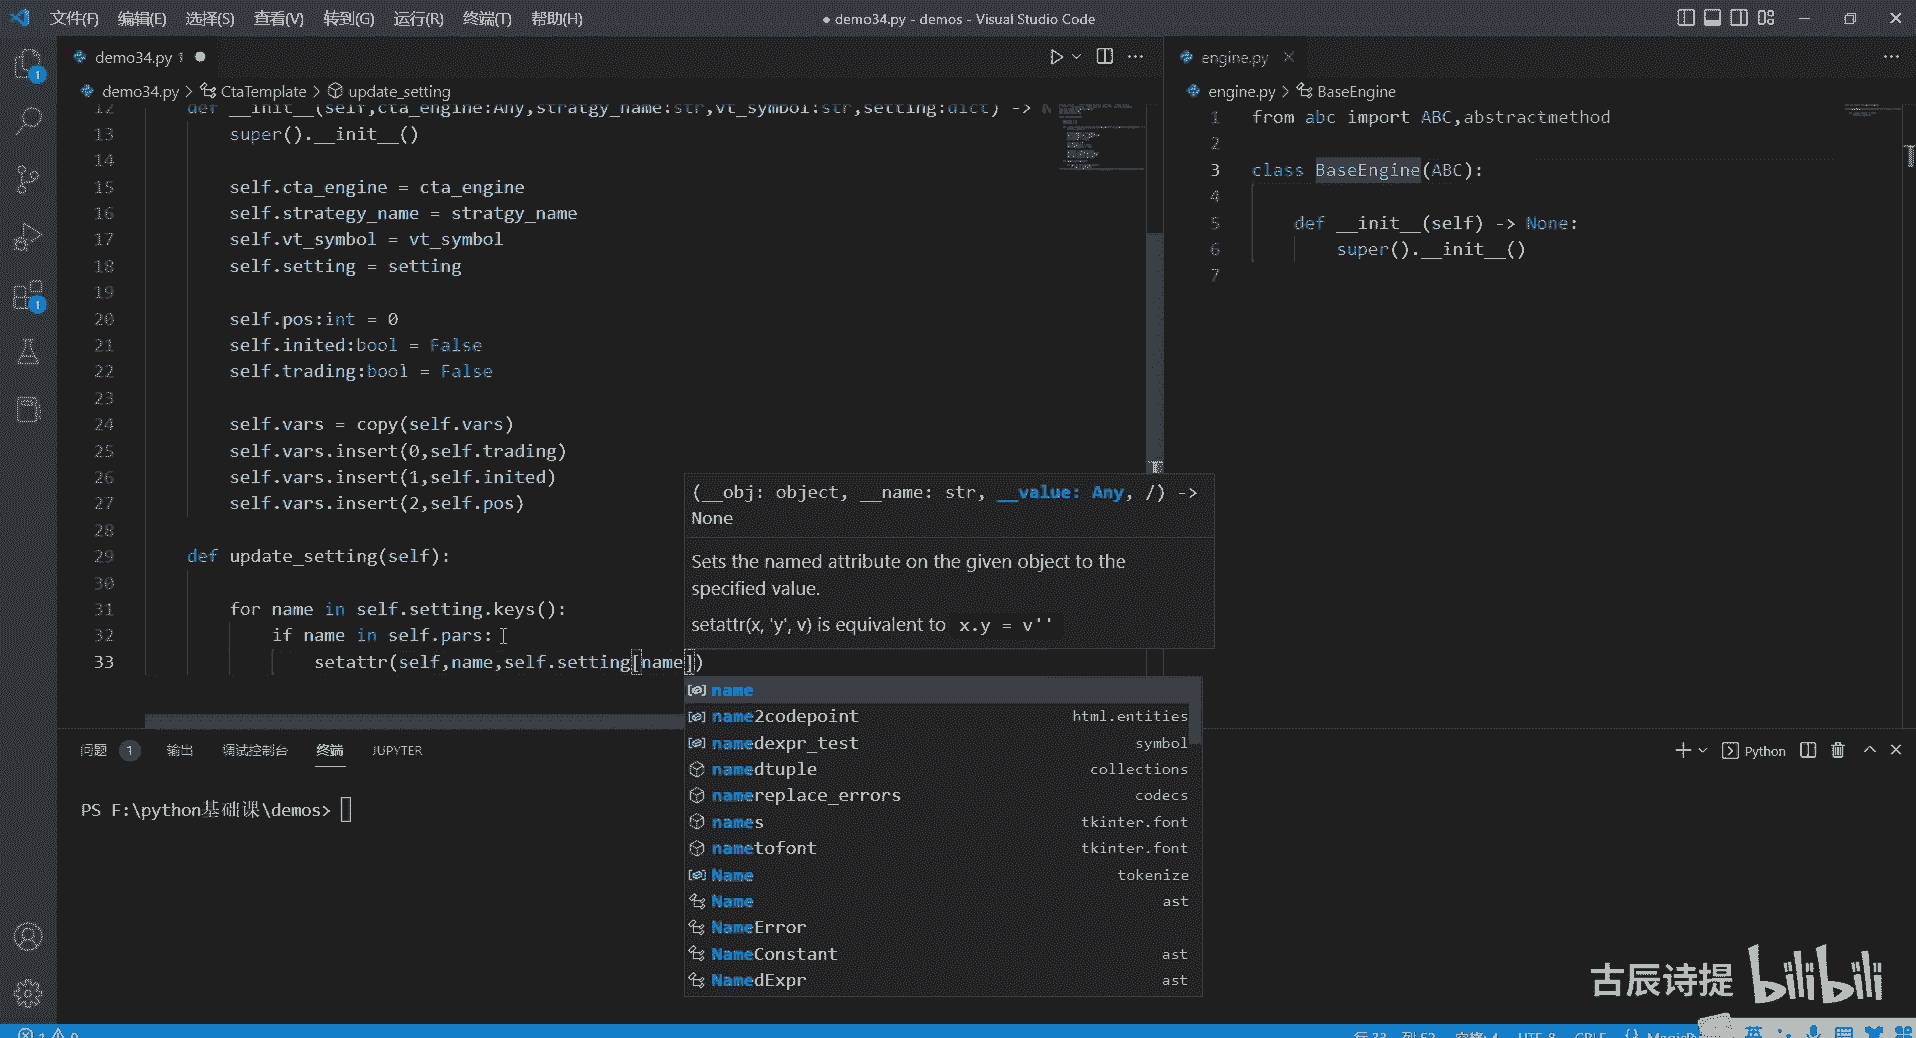 文件(F) 编辑(E) 选择(S) 查看(V) 转到(G) 运行(R) 终端(T) 帮助(H)
● demo34.py - demos - Visual Studio Code
demo34.py 1 ●
demo34.py > CtaTemplate > update_setting
12 def __init__(self,cta_engine:Any,stratgy_name:str,vt_symbol:str,setting:dict) -> N
13 super().__init__()
14
15 self.cta_engine = cta_engine
16 self.strategy_name = stratgy_name
17 self.vt_symbol = vt_symbol
18 self.setting = setting
19
20 self.pos:int = 0
21 self.inited:bool = False
22 self.trading:bool = False
23
24 self.vars = copy(self.vars)
25 self.vars.insert(0,self.trading)
26 self.vars.insert(1,self.inited)
27 self.vars.insert(2,self.pos)
28
29 def update_setting(self):
30
31 for name in self.setting.keys():
32 if name in self.pars:
33 setattr(self,name,self.setting[name])
(__obj: object, __name: str, __value: Any, /) ->
None
Sets the named attribute on the given object to the
specified value.
setattr(x, 'y', v) is equivalent to x.y = v''
name
name2codepoint html.entities
namedexpr_test symbol
namedtuple collections
namereplace_errors codecs
names tkinter.font
nametofont tkinter.font
Name tokenize
Name ast
NameError
NameConstant ast
NamedExpr ast
engine.py
engine.py > BaseEngine
1 from abc import ABC,abstractmethod
2
3 class BaseEngine(ABC):
4
5 def __init__(self) -> None:
6 super().__init__()
7
问题 1 输出 调试控制台 终端 JUPYTER
Python
PS F:\python基础课\demos>
古辰诗提 bilibili
英